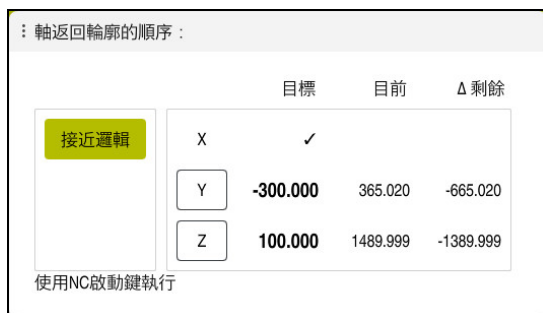 ⋮ 軸返回輪廓的順序 :
目標 目前 Δ 剩餘
接近邏輯 X ✓
Y -300.000 365.020 -665.020
Z 100.000 1489.999 -1389.999
使用NC啟動鍵執行